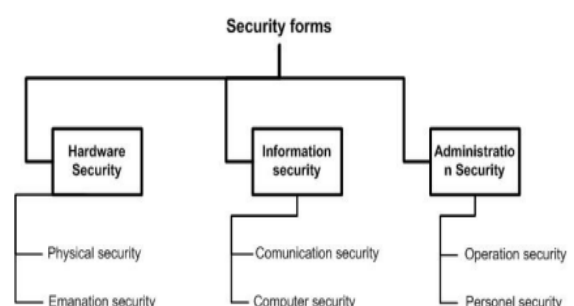 Security forms
Hardware
Security
Information
security
Administratio
n Security
Physical security
Comunication security
Operation security
Emanation security
Computer security
Personel security